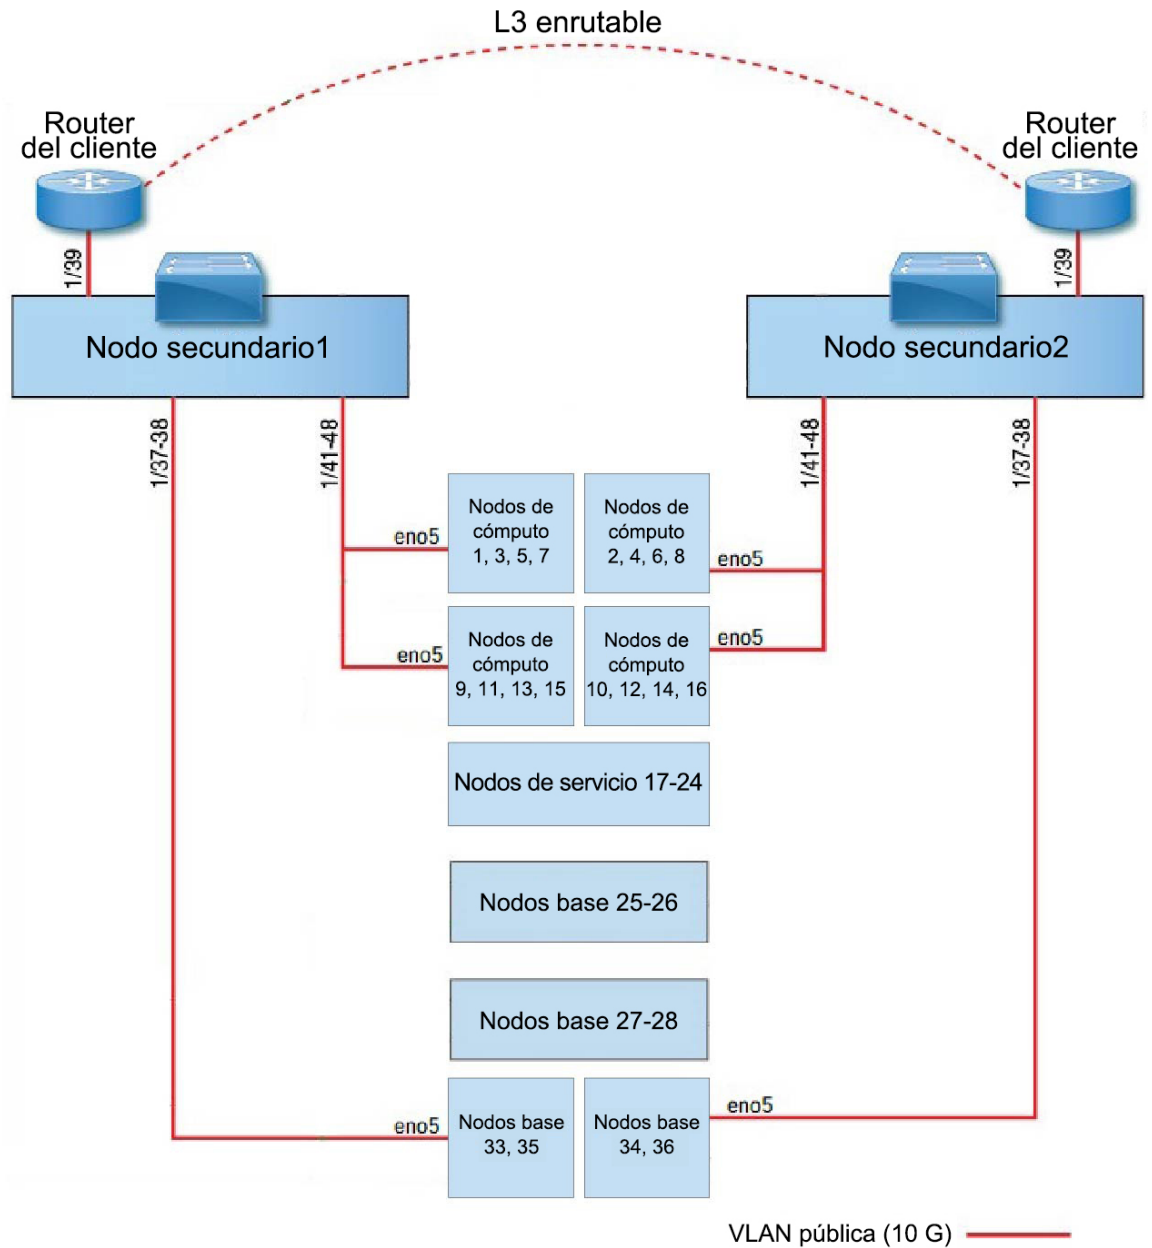 L3 enrutable
Router
del cliente
Router
del cliente
1/39
1/39
Nodo secundario1
Nodo secundario2
1/37-38
1/41-48
1/41-48
1/37-38
Nodos de
cómputo
1, 3, 5, 7
Nodos de
cómputo
2, 4, 6, 8
eno5
eno5
Nodos de
cómputo
9, 11, 13, 15
Nodos de
cómputo
10, 12, 14, 16
eno5
eno5
Nodos de servicio 17-24
Nodos base 25-26
Nodos base 27-28
eno5
Nodos base
33, 35
Nodos base
34, 36
eno5
VLAN pública (10 G)